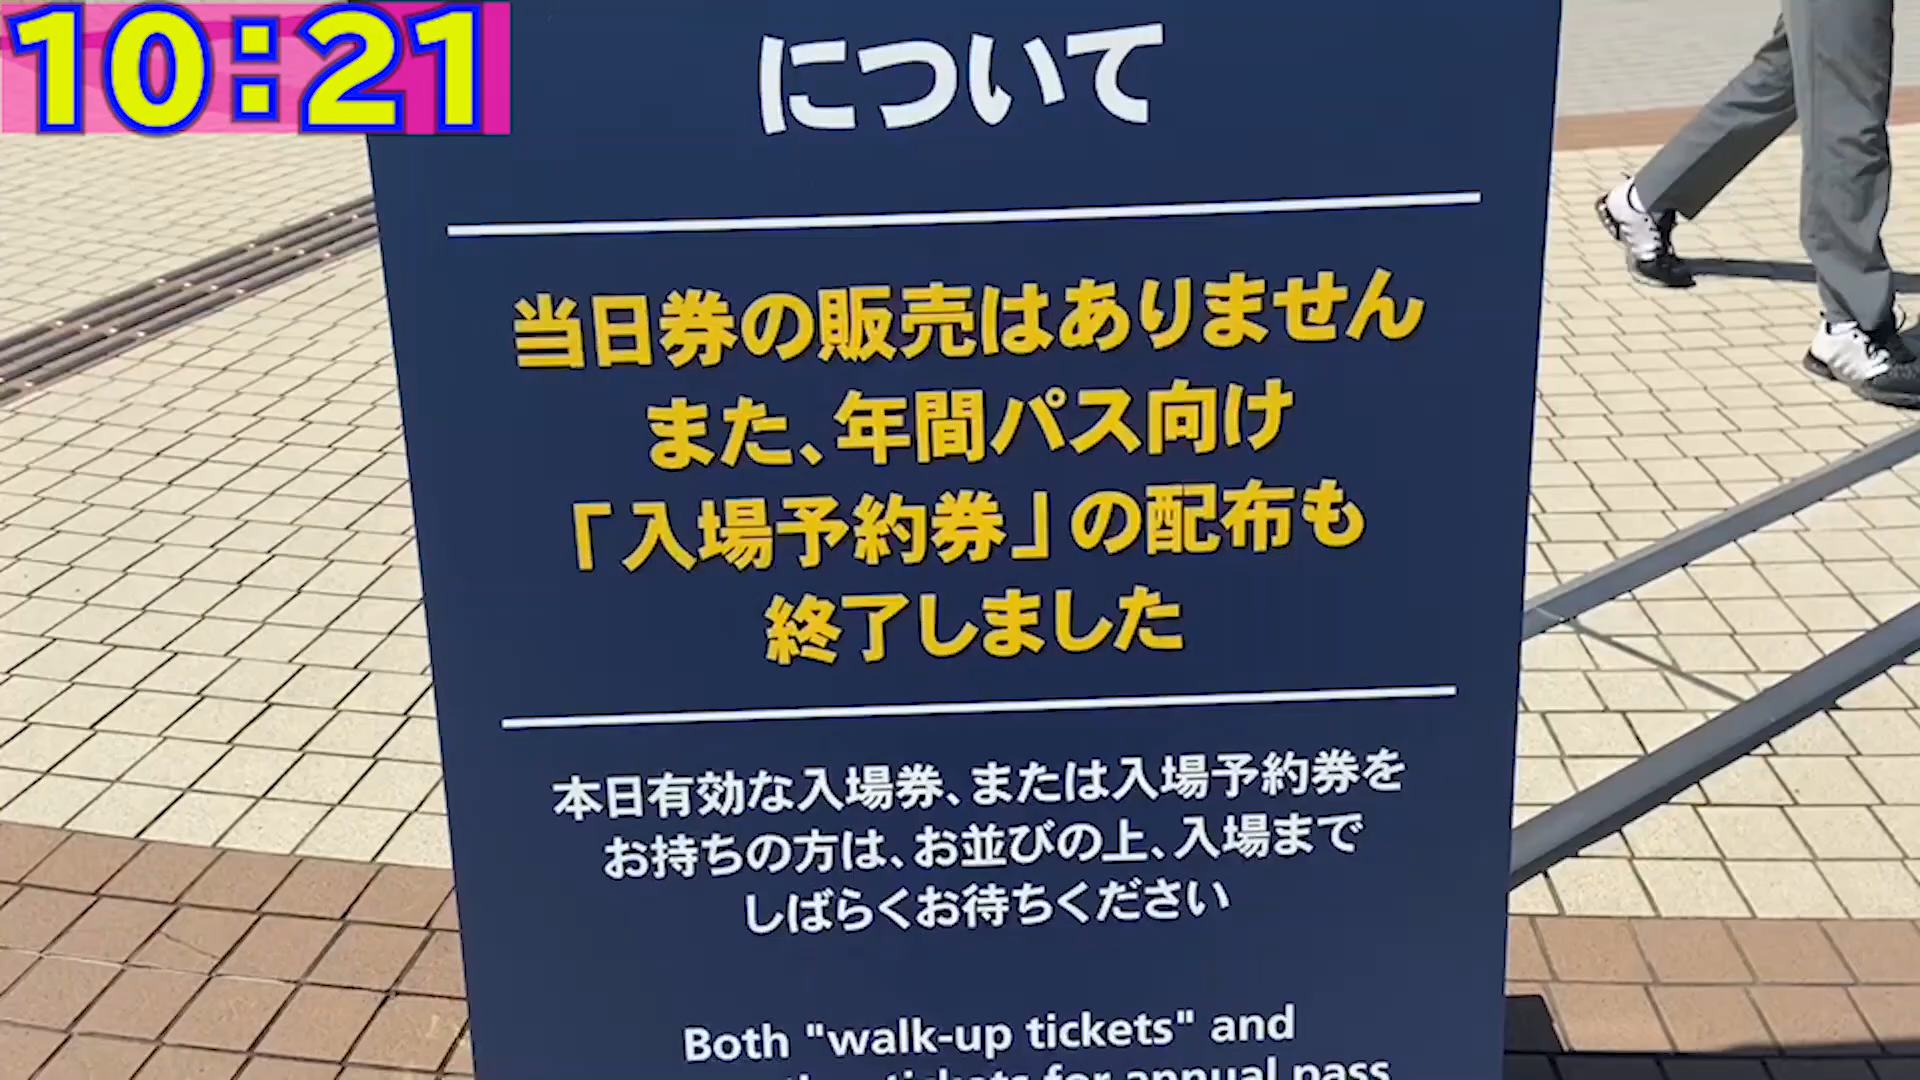 10:21
について
当日券の販売はありません
また、年間パス向け
「入場予約券」の配布も
終了しました
本日有効な入場券、または入場予約券を
お持ちの方は、お並びの上、入場まで
しばらくお待ちください
Both "walk-up tickets" and
tickets for annual pass